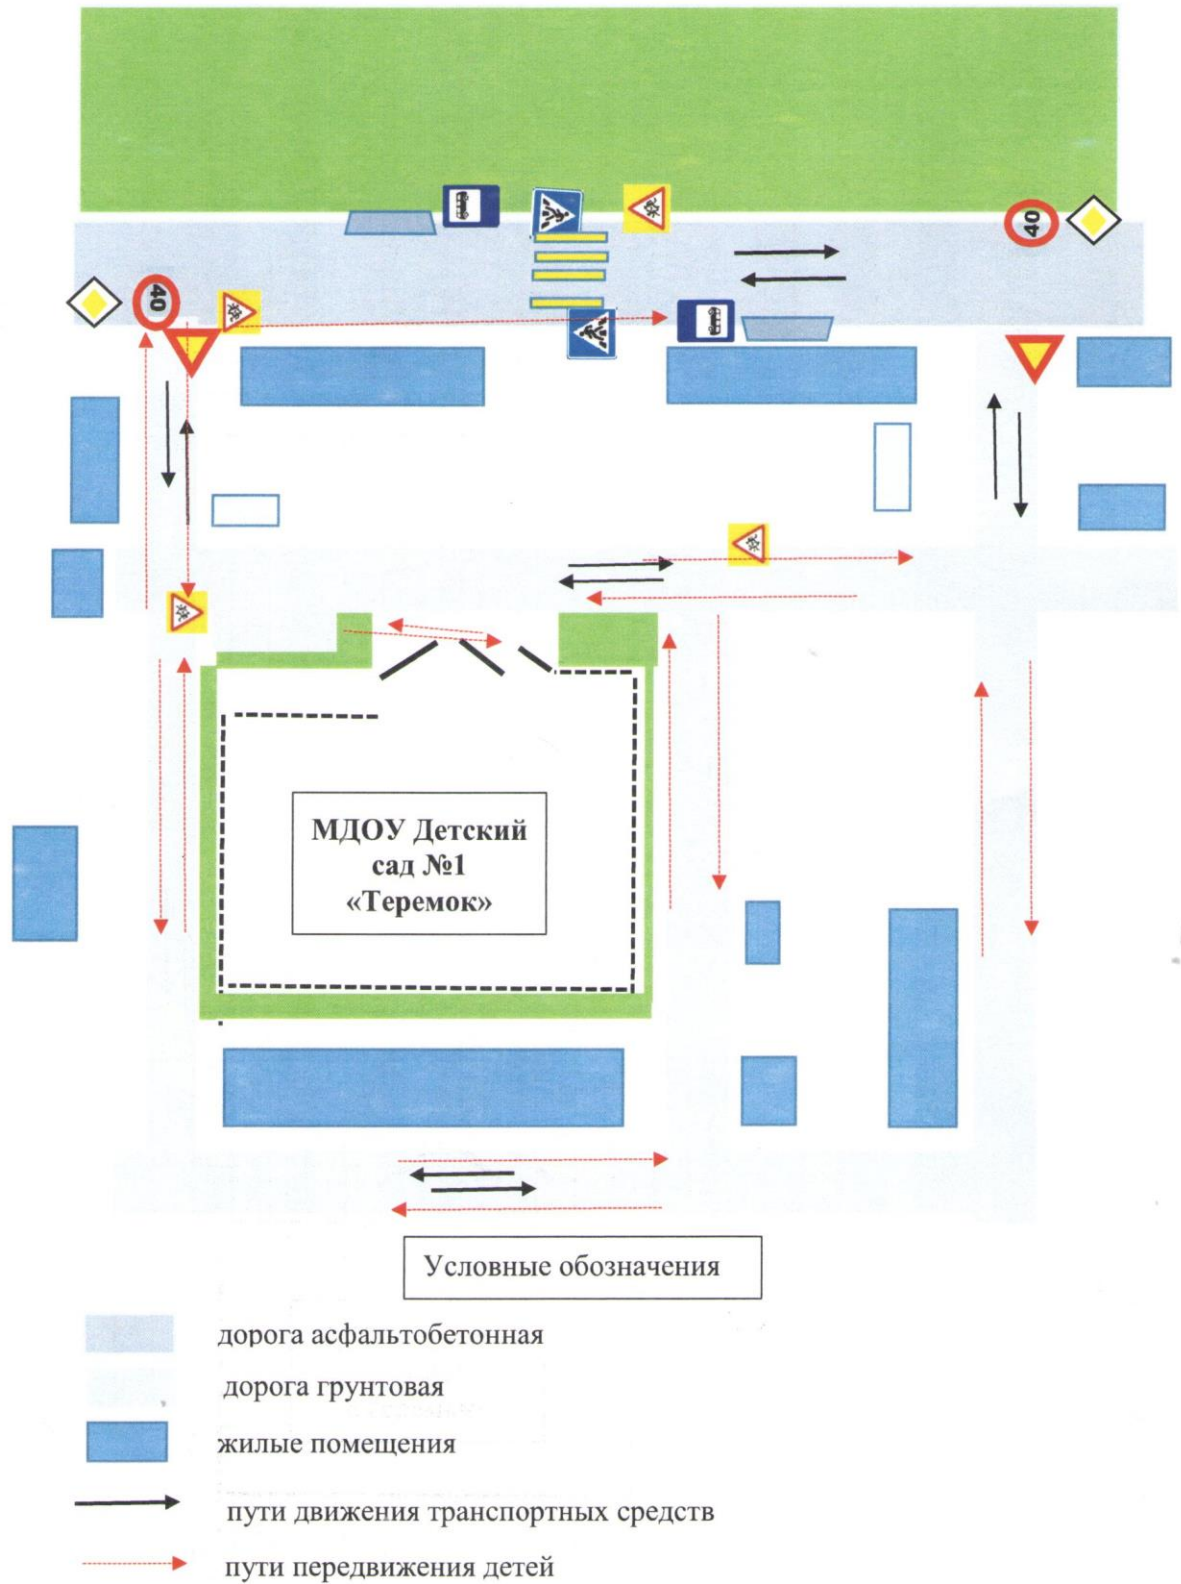 40
40
МДОУ Детский
сад №1
«Теремок»
Условные обозначения
дорога асфальтобетонная
дорога грунтовая
жилые помещения
пути движения транспортных средств
пути передвижения детей